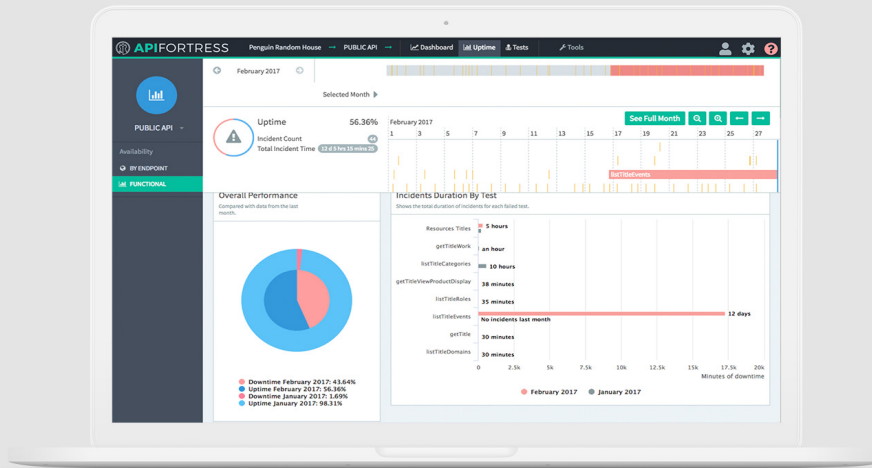 APIFORTRESS
Penguin Random House → PUBLIC API → Dashboard Uptime Tests Tools
February 2017
Selected Month
PUBLIC API
Availability
BY ENDPOINT
FUNCTIONAL
Uptime 56.36%
Incident Count 44
Total Incident Time 12 d 5 hrs 15 mins 25
See Full Month
February 2017
1 3 5 7 9 11 13 15 17 19 21 23 25 27
listTitleEvents
Overall Performance
Compared with data from the last
month.
Downtime February 2017: 43.64%
Uptime February 2017: 56.36%
Downtime January 2017: 1.69%
Uptime January 2017: 98.31%
Incidents Duration By Test
Shows the total duration of incidents for each failed test.
Resources Titles 5 hours
getTitleWork an hour
listTitleCategories 10 hours
getTitleViewProductDisplay 38 minutes
listTitleRoles 35 minutes
listTitleEvents 12 days
No incidents last month
getTitle 30 minutes
listTitleDomains 30 minutes
0 2.5k 5k 7.5k 10k 12.5k 15k 17.5k 20k
Minutes of downtime
February 2017 January 2017